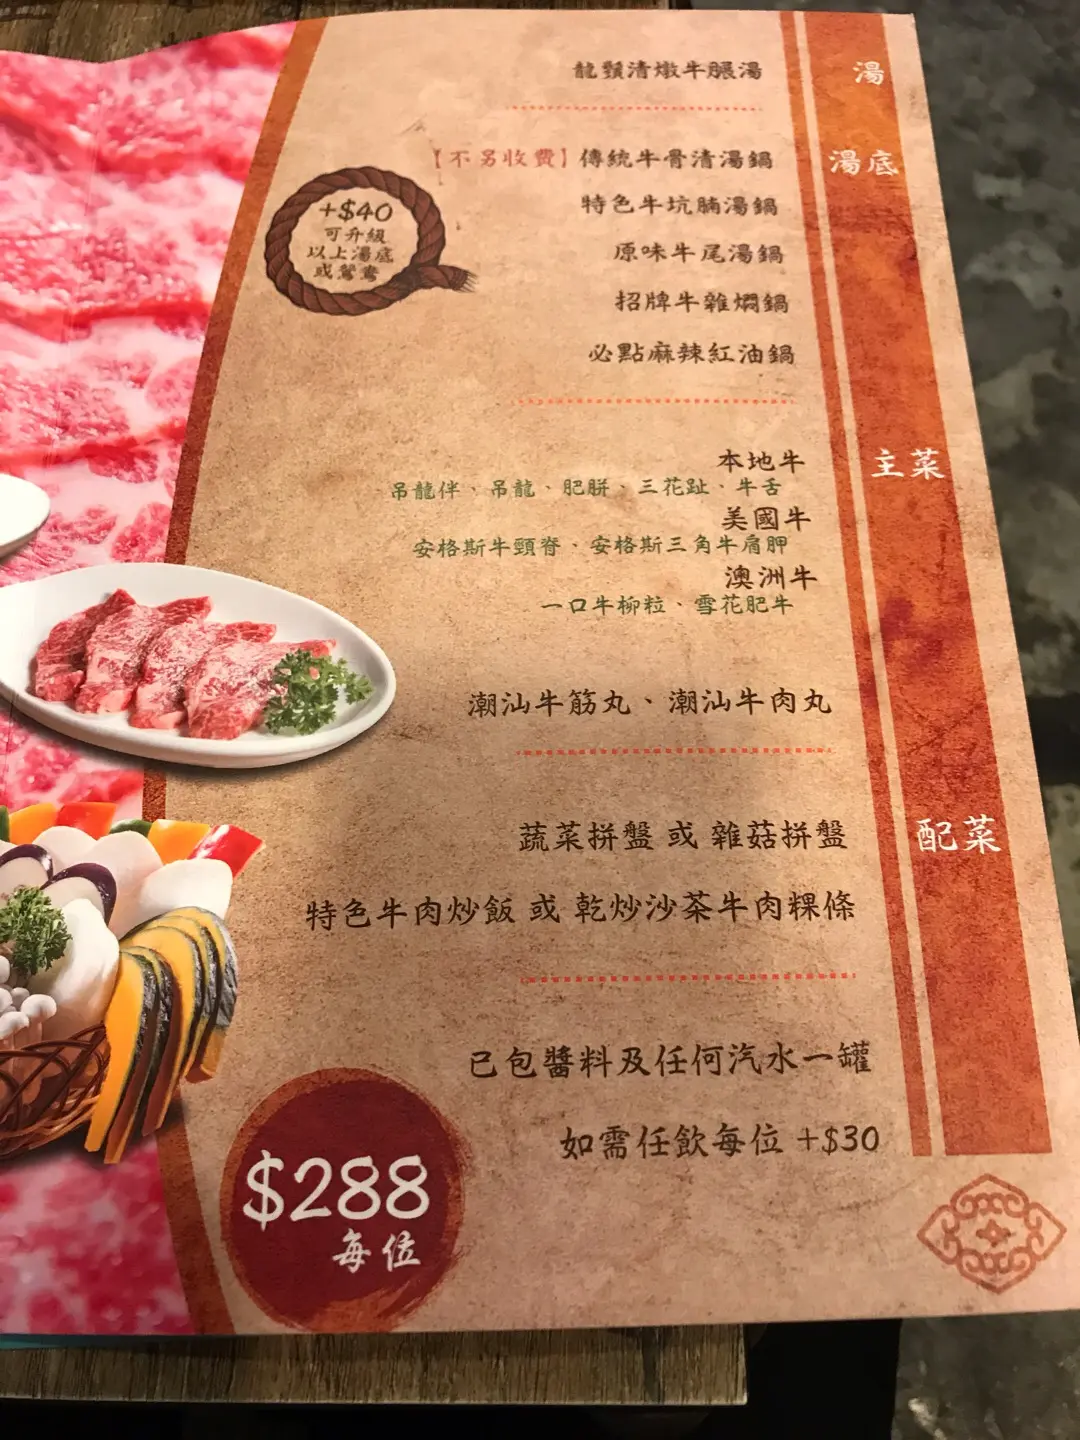 龍鬚清燉牛𦟌湯
湯
【不另收費】傳統牛骨清湯鍋
湯底
特色牛坑腩湯鍋
原味牛尾湯鍋
招牌牛雜燜鍋
必點麻辣紅油鍋
+$40
可升級
以上湯底
或鴛鴦
本地牛
主菜
吊龍伴、吊龍、肥胼、三花趾、牛舌
美國牛
安格斯牛頸脊、安格斯三角牛肩胛
澳洲牛
一口牛柳粒、雪花肥牛
潮汕牛筋丸、潮汕牛肉丸
蔬菜拼盤 或 雜菇拼盤
配菜
特色牛肉炒飯 或 乾炒沙茶牛肉粿條
已包醬料及任何汽水一罐
如需任飲每位 +$30
$288
每位